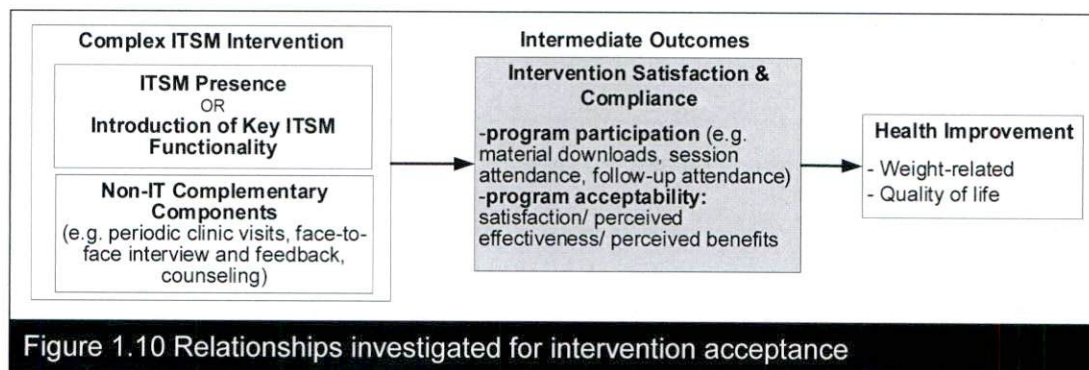 Complex ITSM Intervention
ITSM Presence
OR
Introduction of Key ITSM
Functionality
Non-IT Complementary
Components
(e.g. periodic clinic visits, face-to-
face interview and feedback,
counseling)
Intermediate Outcomes
Intervention Satisfaction &
Compliance
-program participation (e.g.
material downloads, session
attendance, follow-up attendance)
-program acceptability:
satisfaction/ perceived
effectiveness/ perceived benefits
Health Improvement
- Weight-related
- Quality of life
Figure 1.10 Relationships investigated for intervention acceptance